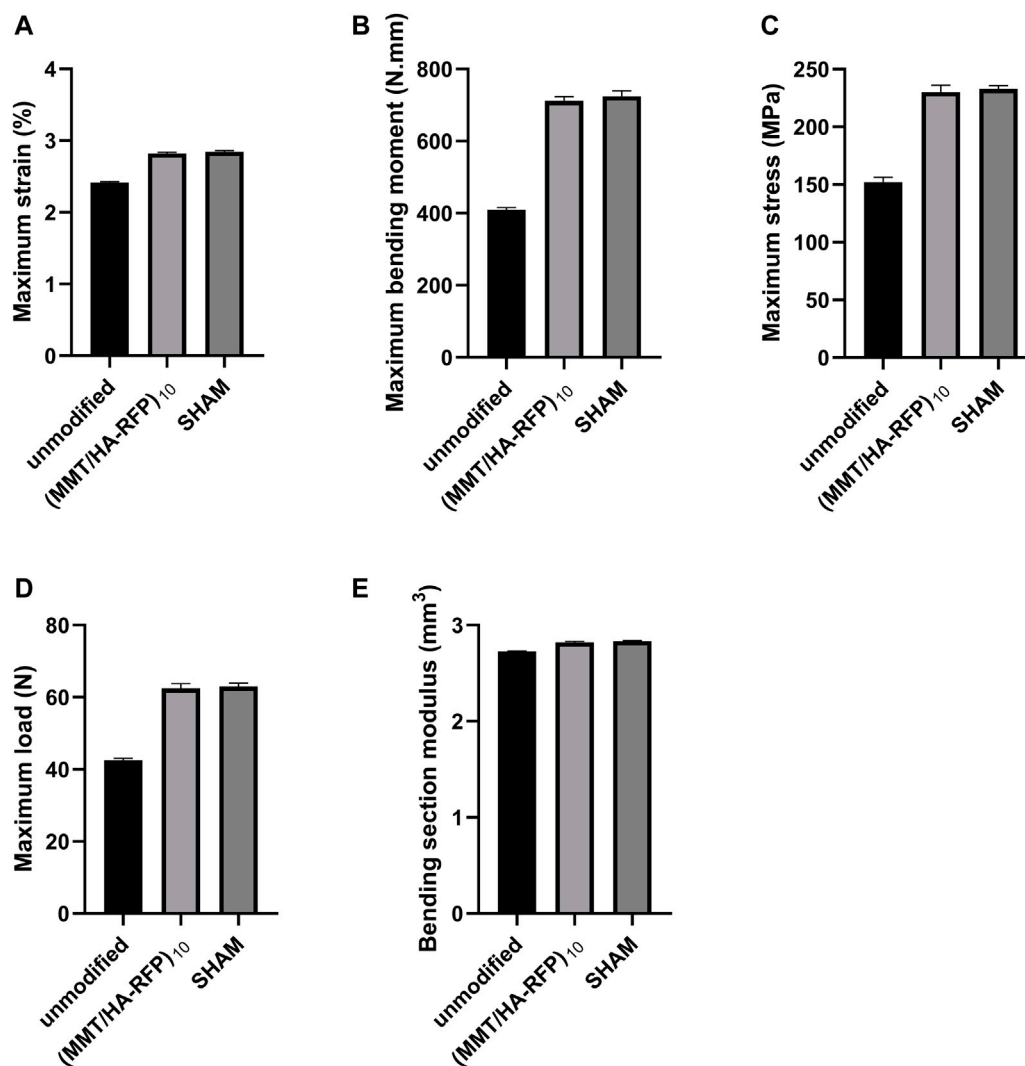 A
Maximum strain (%)
4
3
2
1
0
unmodified
(MMT/HA-RFP)₁₀
SHAM
B
Maximum bending moment (N.mm)
800
600
400
200
0
unmodified
(MMT/HA-RFP)₁₀
SHAM
C
Maximum stress (MPa)
250
200
150
100
50
0
unmodified
(MMT/HA-RFP)₁₀
SHAM
D
Maximum load (N)
80
60
40
20
0
unmodified
(MMT/HA-RFP)₁₀
SHAM
E
Bending section modulus (mm³)
3
2
1
0
unmodified
(MMT/HA-RFP)₁₀
SHAM